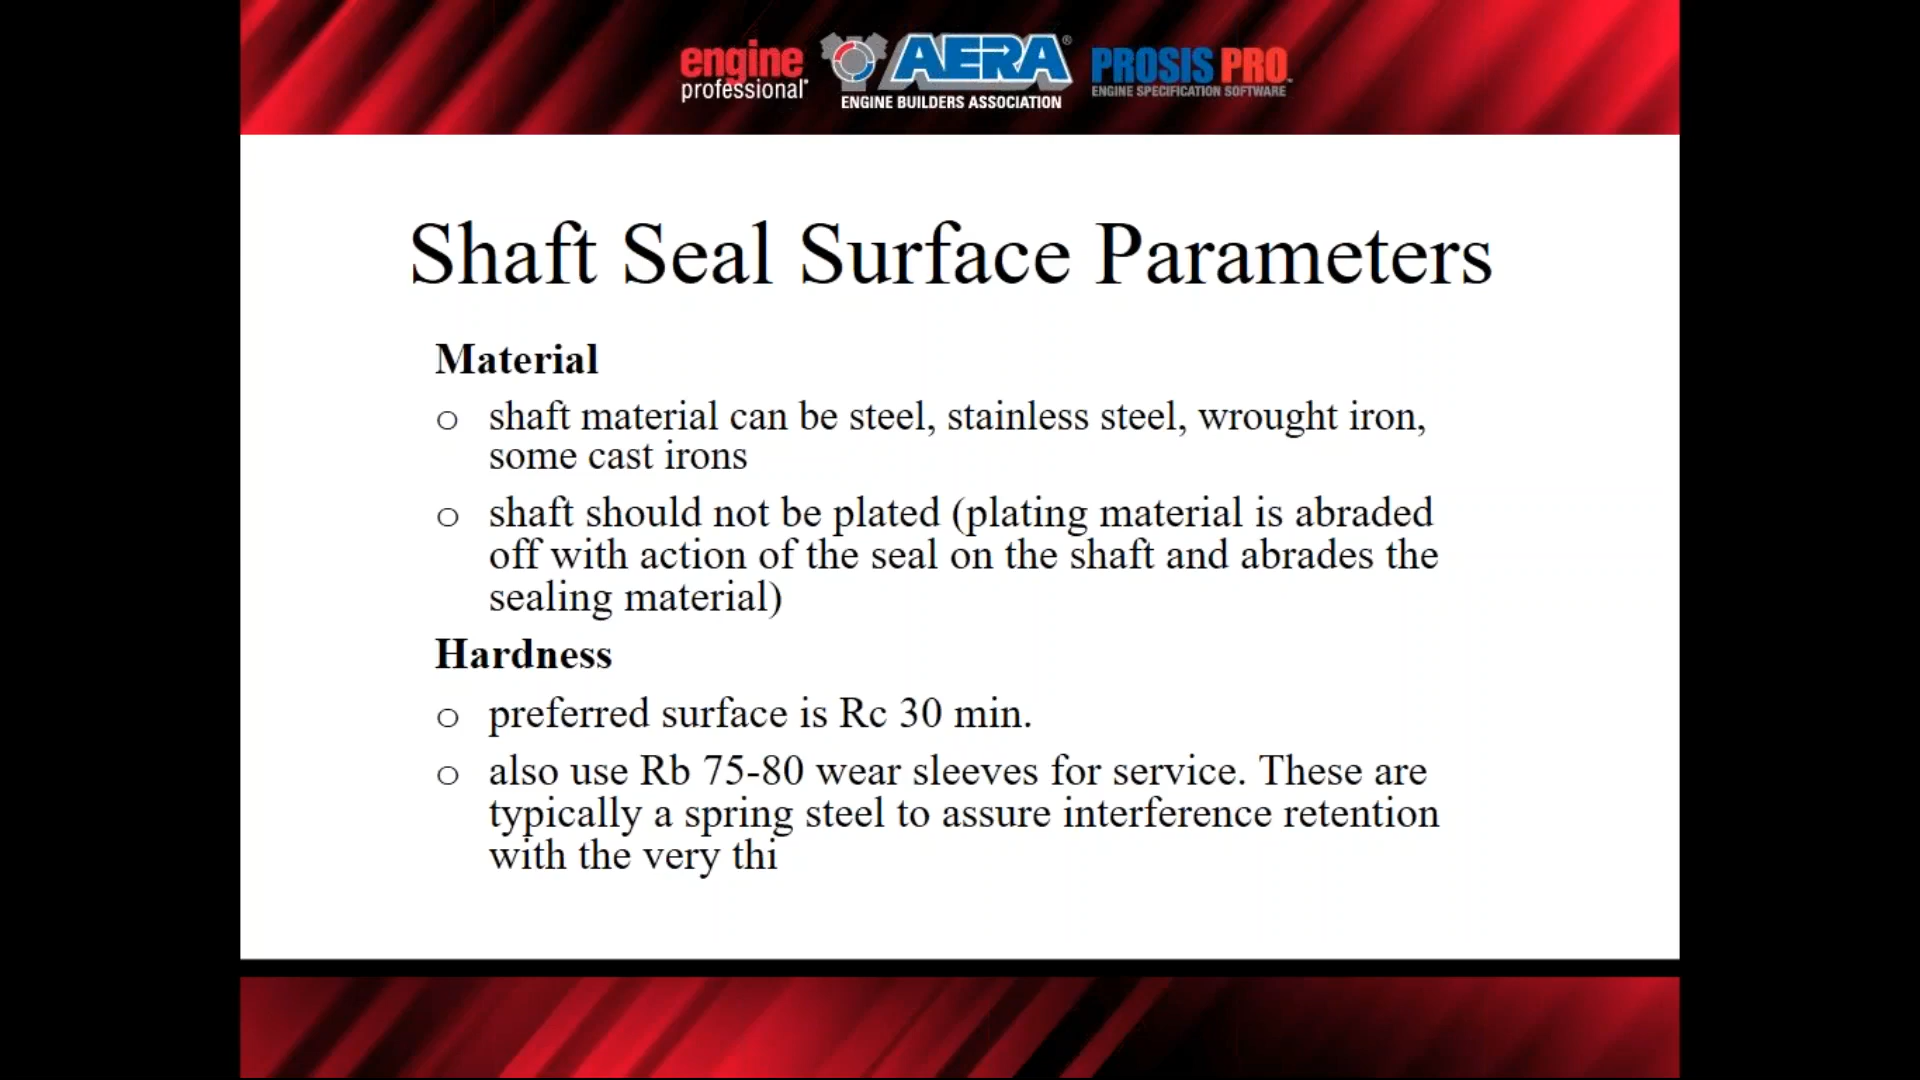 engine professional®
AERA®
ENGINE BUILDERS ASSOCIATION
PROSIS PRO™
ENGINE SPECIFICATION SOFTWARE
Shaft Seal Surface Parameters
Material
o shaft material can be steel, stainless steel, wrought iron,
some cast irons
o shaft should not be plated (plating material is abraded
off with action of the seal on the shaft and abrades the
sealing material)
Hardness
o preferred surface is Rc 30 min.
o also use Rb 75-80 wear sleeves for service. These are
typically a spring steel to assure interference retention
with the very thi